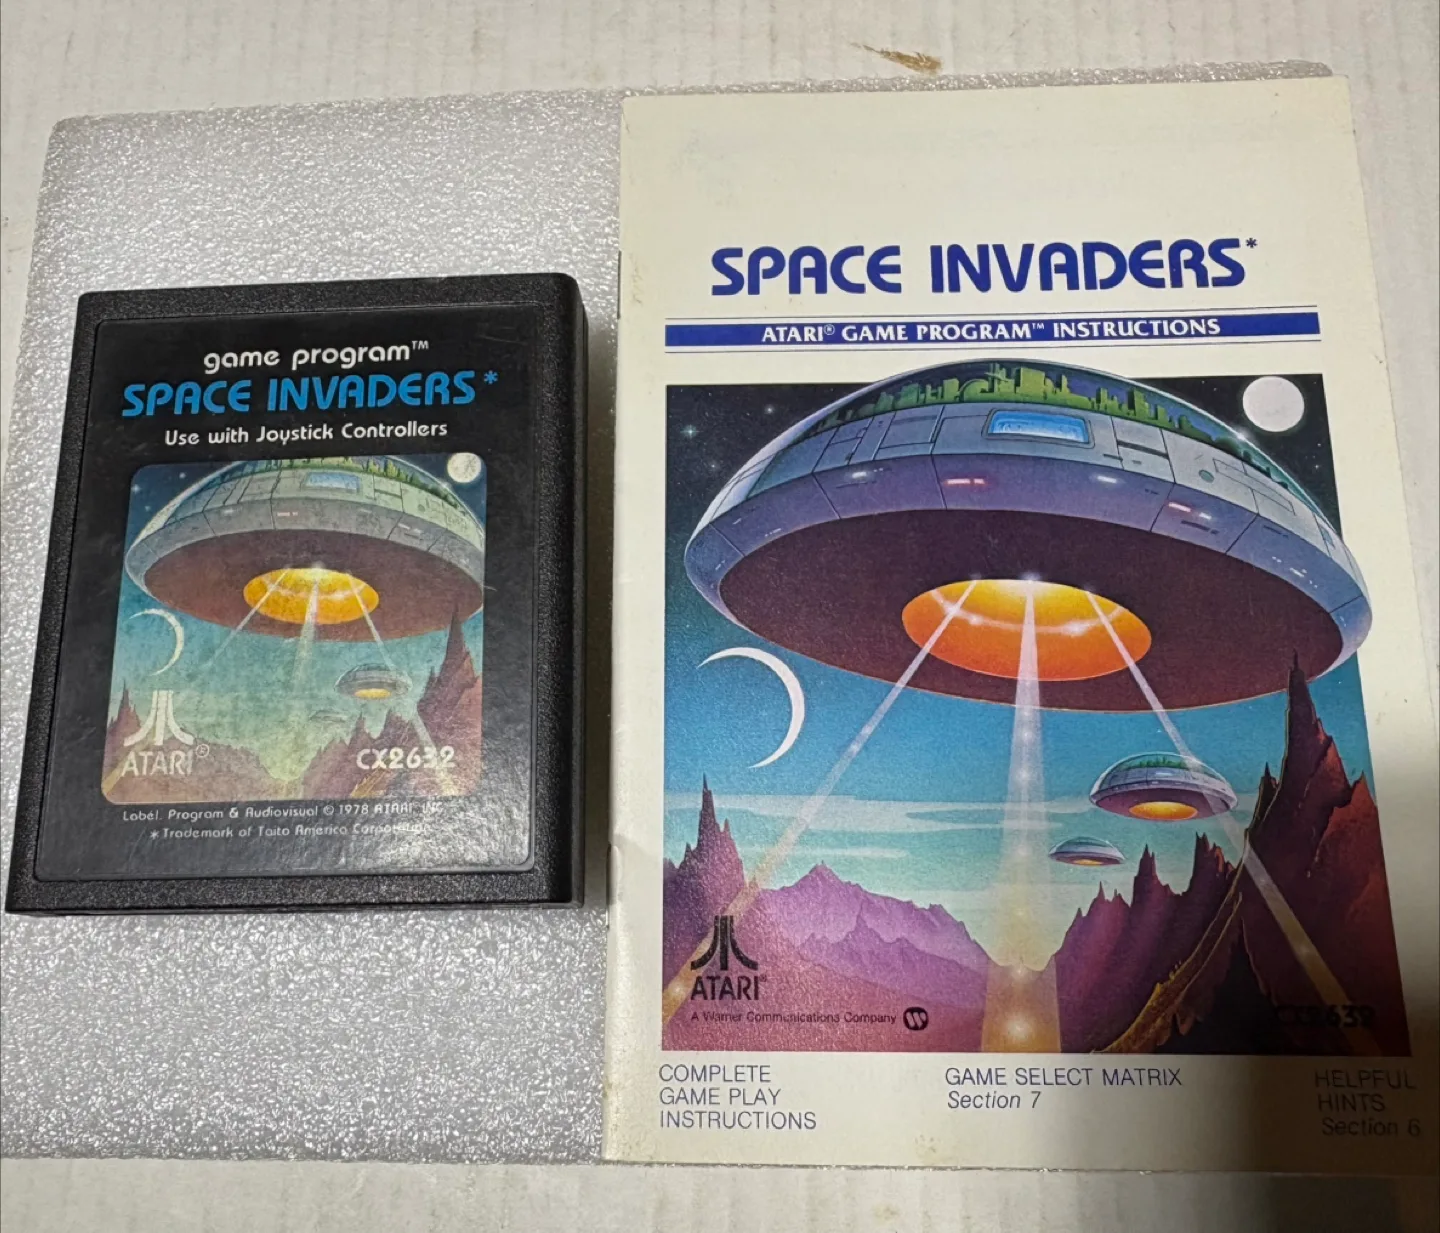 game program™
SPACE INVADERS*
Use with Joystick Controllers
ATARI®
CX2632
Label, Program & Audiovisual © 1978 ATARI, INC.
* Trademark of Taito America Corporation
SPACE INVADERS*
ATARI® GAME PROGRAM™ INSTRUCTIONS
ATARI®
A Warner Communications Company
CX2632
COMPLETE
GAME PLAY
INSTRUCTIONS
GAME SELECT MATRIX
Section 7
HELPFUL
HINTS
Section 6